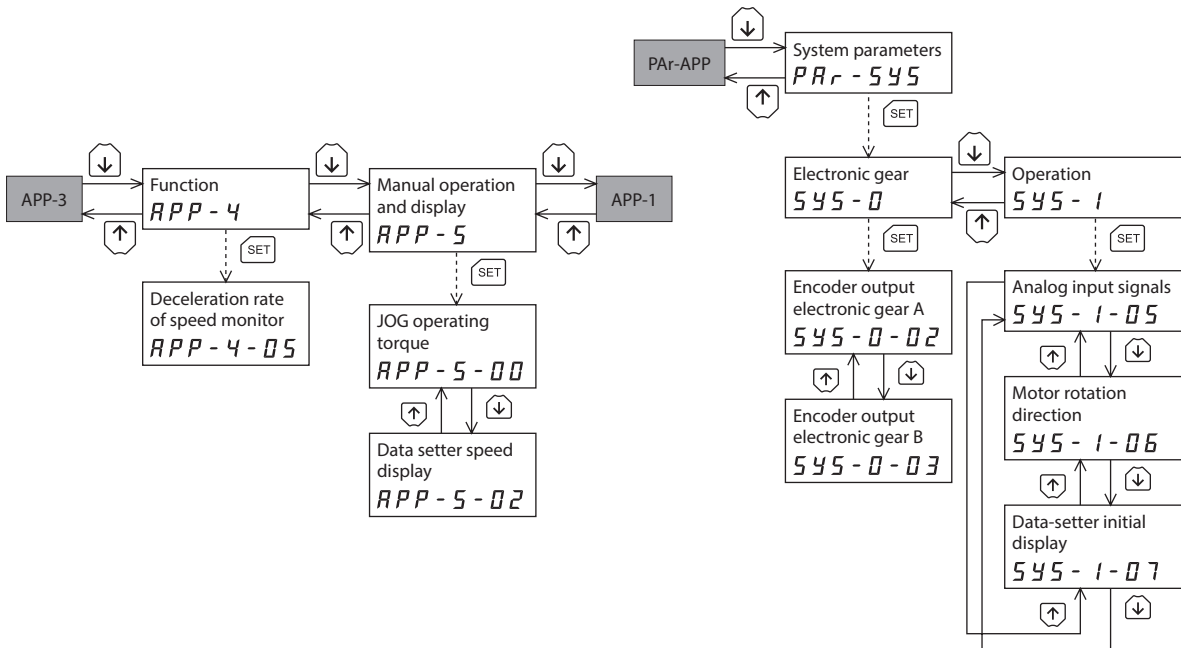 APP-3
Function
APP-4
SET
Deceleration rate
of speed monitor
APP-4-05
Manual operation
and display
APP-5
SET
JOG operating
torque
APP-5-00
Data setter speed
display
APP-5-02
APP-1
PAr-APP
System parameters
PAr-SYS
SET
Electronic gear
SYS-0
SET
Encoder output
electronic gear A
SYS-0-02
Encoder output
electronic gear B
SYS-0-03
Operation
SYS-1
SET
Analog input signals
SYS-1-05
Motor rotation
direction
SYS-1-06
Data-setter initial
display
SYS-1-07